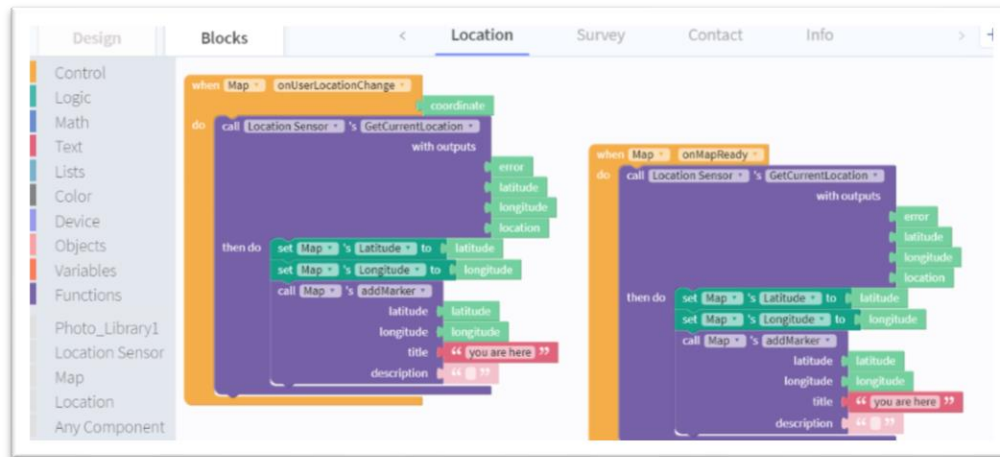 Design Blocks < Location Survey Contact Info > +
Control
Logic
Math
Text
Lists
Color
Device
Objects
Variables
Functions
Photo_Library1
Location Sensor
Map
Location
Any Component
when Map onUserLocationChange
coordinate
do call Location Sensor 's GetCurrentLocation
with outputs
error
latitude
longitude
location
then do set Map 's Latitude to latitude
set Map 's Longitude to longitude
call Map 's addMarker
latitude latitude
longitude longitude
title “ you are here ”
description “ ”
when Map onMapReady
do call Location Sensor 's GetCurrentLocation
with outputs
error
latitude
longitude
location
then do set Map 's Latitude to latitude
set Map 's Longitude to longitude
call Map 's addMarker
latitude latitude
longitude longitude
title “ you are here ”
description “ ”